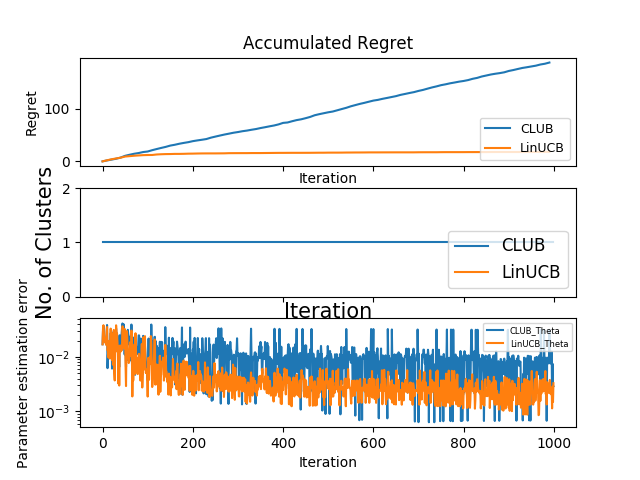 Accumulated Regret
Regret
100
0
CLUB
LinUCB
Iteration
No. of Clusters
2
1
0
CLUB
LinUCB
Iteration
Parameter estimation error
10⁻²
10⁻³
CLUB_Theta
LinUCB_Theta
0 200 400 600 800 1000
Iteration